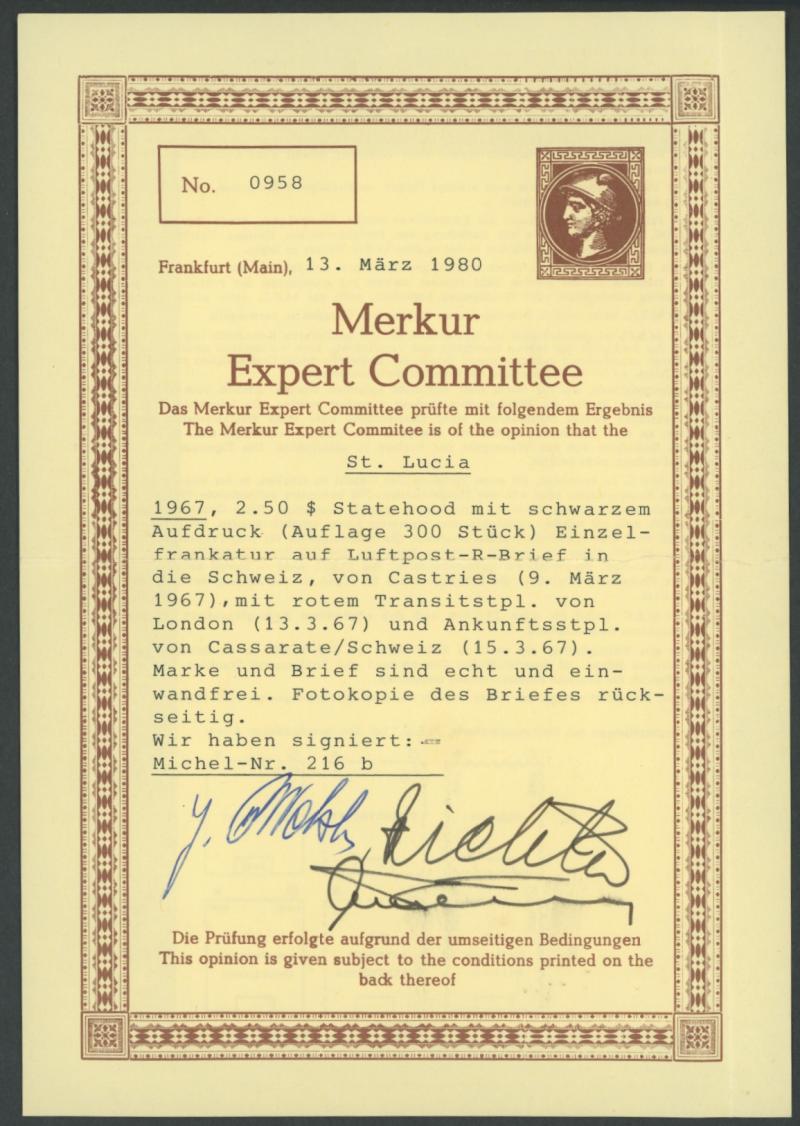 No. 0958
Frankfurt (Main), 13. März 1980
Merkur
Expert Committee
Das Merkur Expert Committee prüfte mit folgendem Ergebnis
The Merkur Expert Commitee is of the opinion that the
St. Lucia
1967, 2.50 $ Statehood mit schwarzem
Aufdruck (Auflage 300 Stück) Einzel-
frankatur auf Luftpost-R-Brief in
die Schweiz, von Castries (9. März
1967),mit rotem Transitstpl. von
London (13.3.67) und Ankunftsstpl.
von Cassarate/Schweiz (15.3.67).
Marke und Brief sind echt und ein-
wandfrei. Fotokopie des Briefes rück-
seitig.
Wir haben signiert:
Michel-Nr. 216 b
Die Prüfung erfolgte aufgrund der umseitigen Bedingungen
This opinion is given subject to the conditions printed on the
back thereof